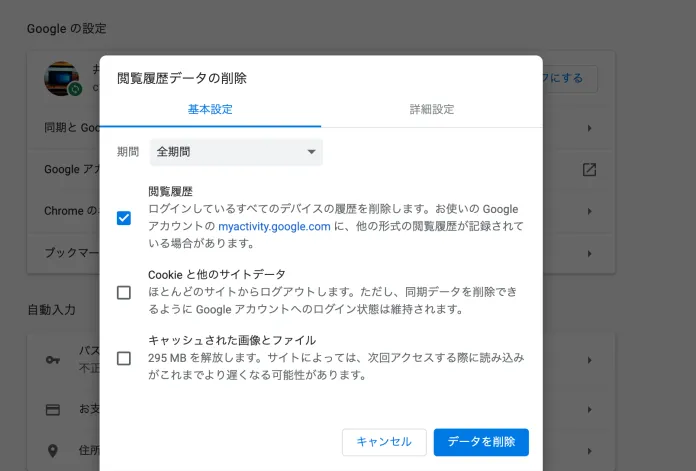 Google の設定
閲覧履歴データの削除
基本設定
詳細設定
フにする
期間
全期間
同期と Goo
閲覧履歴
ログインしているすべてのデバイスの履歴を削除します。お使いの Google
アカウントの myactivity.google.com に、他の形式の閲覧履歴が記録されて
いる場合があります。
Google アカ
Chrome の
ブックマー
Cookie と他のサイトデータ
ほとんどのサイトからログアウトします。ただし、同期データを削除でき
るように Google アカウントへのログイン状態は維持されます。
自動入力
キャッシュされた画像とファイル
295 MB を解放します。サイトによっては、次回アクセスする際に読み込み
がこれまでより遅くなる可能性があります。
パス
不正
お支
住所
キャンセル
データを削除